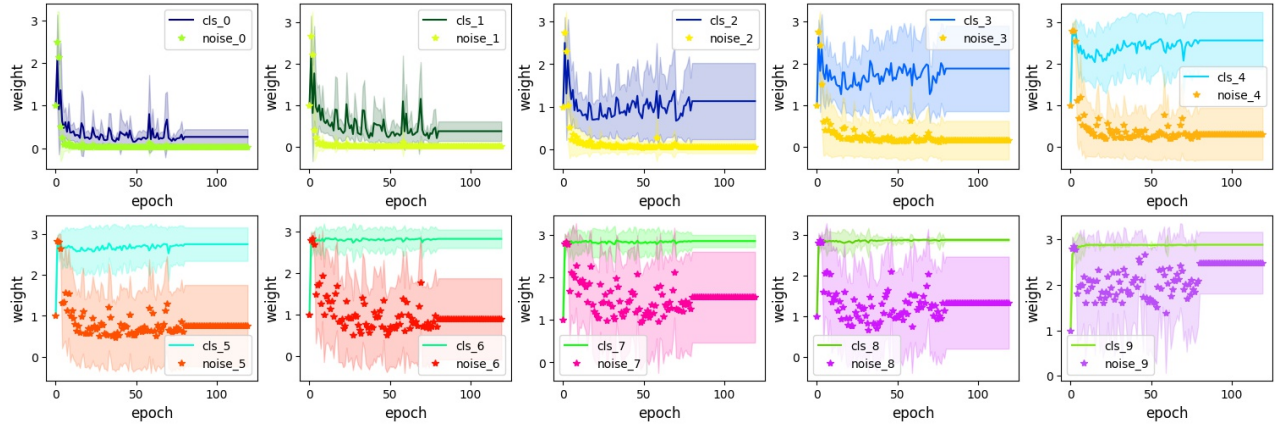 3
2
1
0
weight
cls_0
noise_0
0
50
100
epoch
3
2
1
0
weight
cls_1
noise_1
0
50
100
epoch
3
2
1
0
weight
cls_2
noise_2
0
50
100
epoch
3
2
1
0
weight
cls_3
noise_3
0
50
100
epoch
3
2
1
0
weight
cls_4
noise_4
0
50
100
epoch
3
2
1
0
weight
cls_5
noise_5
0
50
100
epoch
3
2
1
0
weight
cls_6
noise_6
0
50
100
epoch
3
2
1
0
weight
cls_7
noise_7
0
50
100
epoch
3
2
1
0
weight
cls_8
noise_8
0
50
100
epoch
3
2
1
0
weight
cls_9
noise_9
0
50
100
epoch